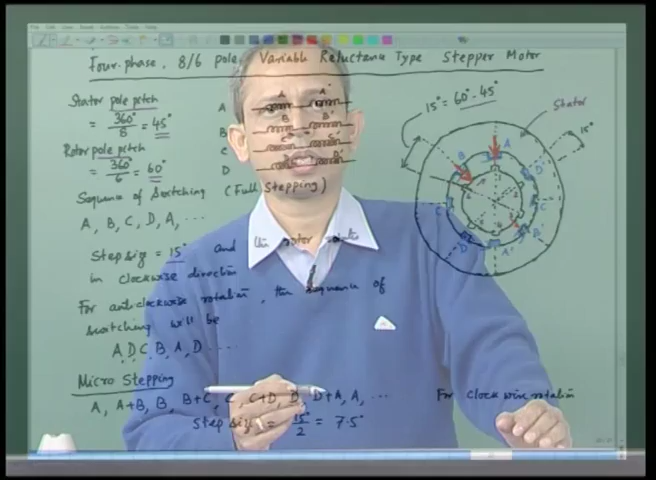 Four-phase, 8/6 pole Variable Reluctance Type Stepper Motor
Stator pole pitch
= 360°/8 = 45°
Rotor pole pitch
= 360°/6 = 60°
Sequence of Switching (Full Stepping)
A, B, C, D, A, ...
Step size = 15° and the rotor rotates
in clockwise direction
For anticlockwise rotation, the sequence of
switching will be
A, D, C, B, A, D ....
Micro Stepping
A, A+B, B, B+C, C, C+D, D, D+A, A, ... For clockwise rotation
Step size = 15°/2 = 7.5°
A A A'
B B B'
C C C'
D D D'
15° = 60° - 45°
Stator
15°
A
B
D
C
C
B'
D
A'